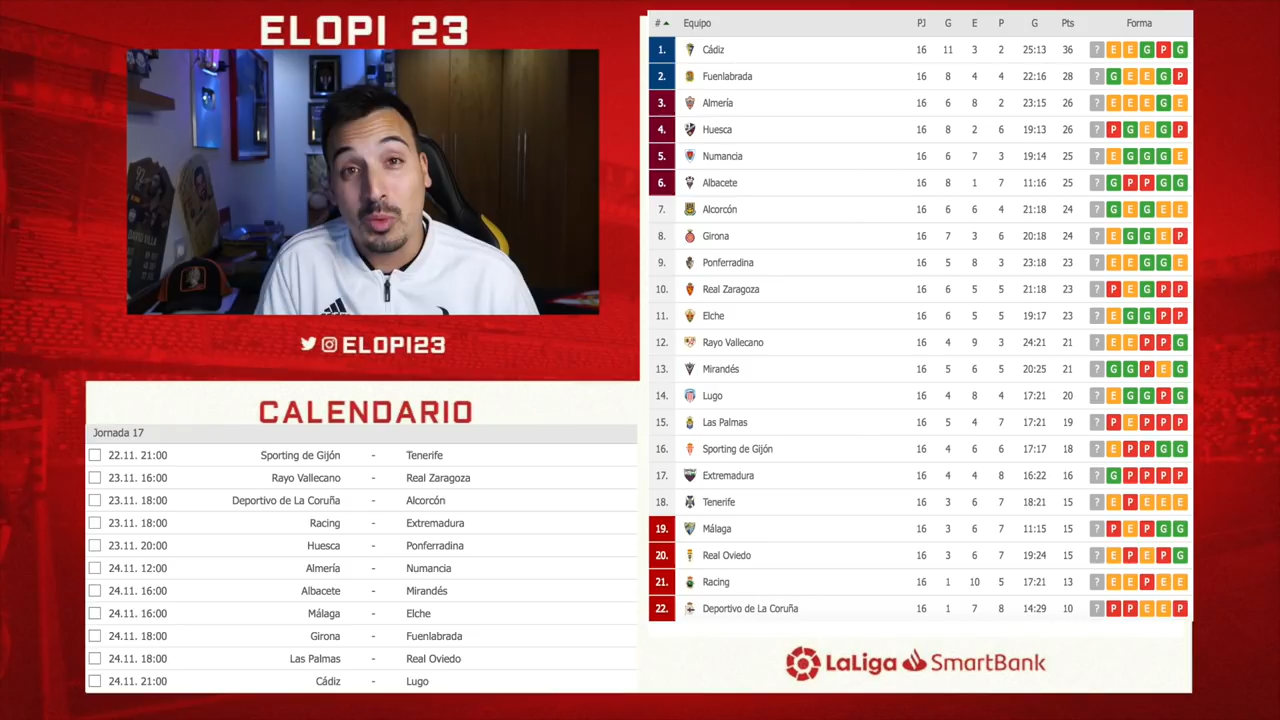 ELOPI 23
ELOPI23
CALENDARIO
Jornada 17
22.11. 21:00 Sporting de Gijón - Tenerife
23.11. 16:00 Rayo Vallecano - Real Zaragoza
23.11. 18:00 Deportivo de La Coruña - Alcorcón
23.11. 18:00 Racing - Extremadura
23.11. 20:00 Huesca - Ponferradina
24.11. 12:00 Almería - Numancia
24.11. 16:00 Albacete - Mirandés
24.11. 16:00 Málaga - Elche
24.11. 18:00 Girona - Fuenlabrada
24.11. 18:00 Las Palmas - Real Oviedo
24.11. 21:00 Cádiz - Lugo
# Equipo PJ G E P G Pts Forma
1. Cádiz 16 11 3 2 25:13 36 ? E E G P G
2. Fuenlabrada 16 8 4 4 22:16 28 ? G E E G P
3. Almería 16 6 8 2 23:15 26 ? E E E G E
4. Huesca 16 8 2 6 19:13 26 ? P G E G P
5. Numancia 16 6 7 3 19:14 25 ? E G G G E
6. Albacete 16 8 1 7 11:16 25 ? G P P G G
7. Alcorcón 16 6 6 4 21:18 24 ? G E G E E
8. Girona 16 7 3 6 20:18 24 ? E G G E P
9. Ponferradina 16 5 8 3 23:18 23 ? E E G G E
10. Real Zaragoza 16 6 5 5 21:18 23 ? P E G P P
11. Elche 16 6 5 5 19:17 23 ? E G G P P
12. Rayo Vallecano 16 4 9 3 24:21 21 ? E E P P G
13. Mirandés 16 5 6 5 20:25 21 ? G G P E G
14. Lugo 16 4 8 4 17:21 20 ? E G G P G
15. Las Palmas 16 5 4 7 17:21 19 ? P E P P P
16. Sporting de Gijón 16 4 6 6 17:17 18 ? E P P G G
17. Extremadura 16 4 4 8 16:22 16 ? G P P P P
18. Tenerife 16 3 6 7 18:21 15 ? E P E E E
19. Málaga 16 3 6 7 11:15 15 ? P E P G G
20. Real Oviedo 16 3 6 7 19:24 15 ? E P E P G
21. Racing 16 1 10 5 17:21 13 ? E E P E E
22. Deportivo de La Coruña 16 1 7 8 14:29 10 ? P P E E P
LaLiga SmartBank